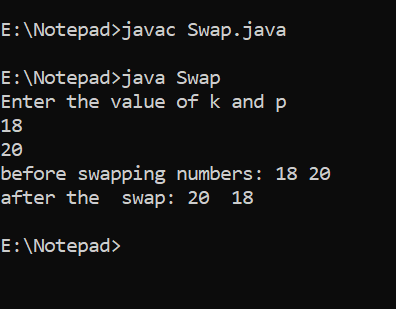 E:\Notepad>javac Swap.java
E:\Notepad>java Swap
Enter the value of k and p
18
20
before swapping numbers: 18 20
after the  swap: 20  18
E:\Notepad>